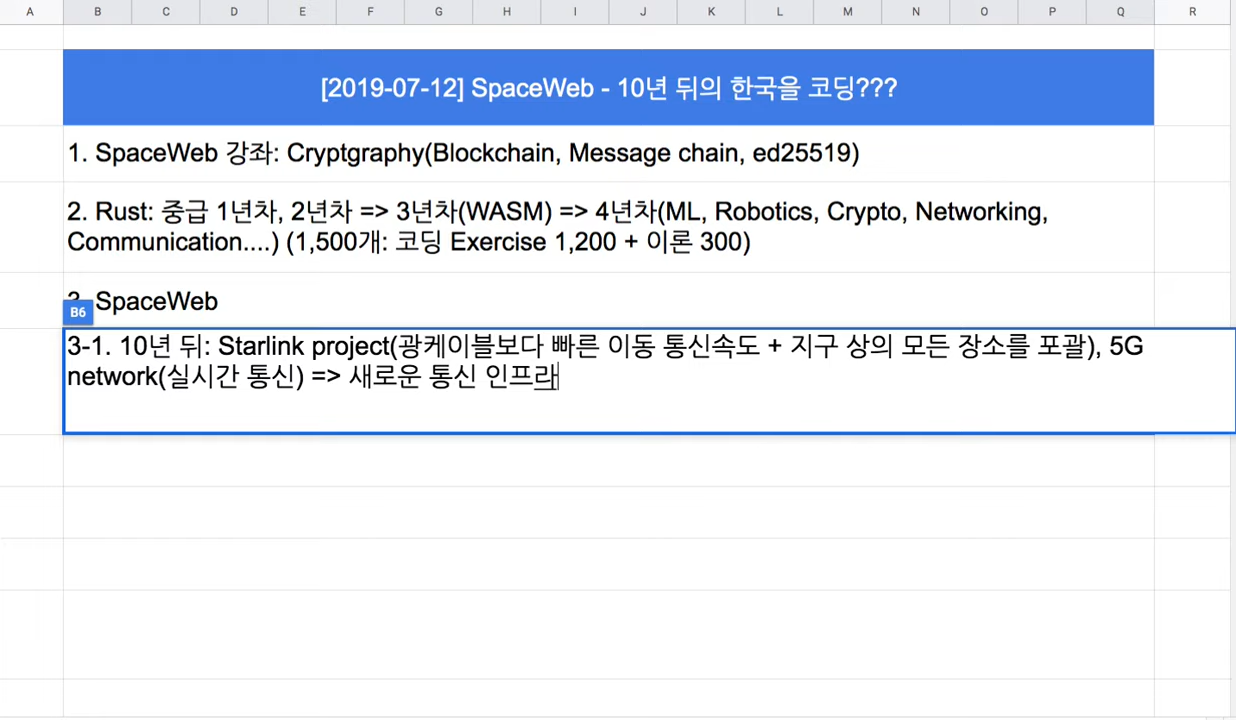 A B C D E F G H I J K L M N O P Q R
[2019-07-12] SpaceWeb - 10년 뒤의 한국을 코딩???
1. SpaceWeb 강좌: Cryptgraphy(Blockchain, Message chain, ed25519)
2. Rust: 중급 1년차, 2년차 => 3년차(WASM) => 4년차(ML, Robotics, Crypto, Networking,
Communication....) (1,500개: 코딩 Exercise 1,200 + 이론 300)
3. SpaceWeb
B6
3-1. 10년 뒤: Starlink project(광케이블보다 빠른 이동 통신속도 + 지구 상의 모든 장소를 포괄), 5G
network(실시간 통신) => 새로운 통신 인프라